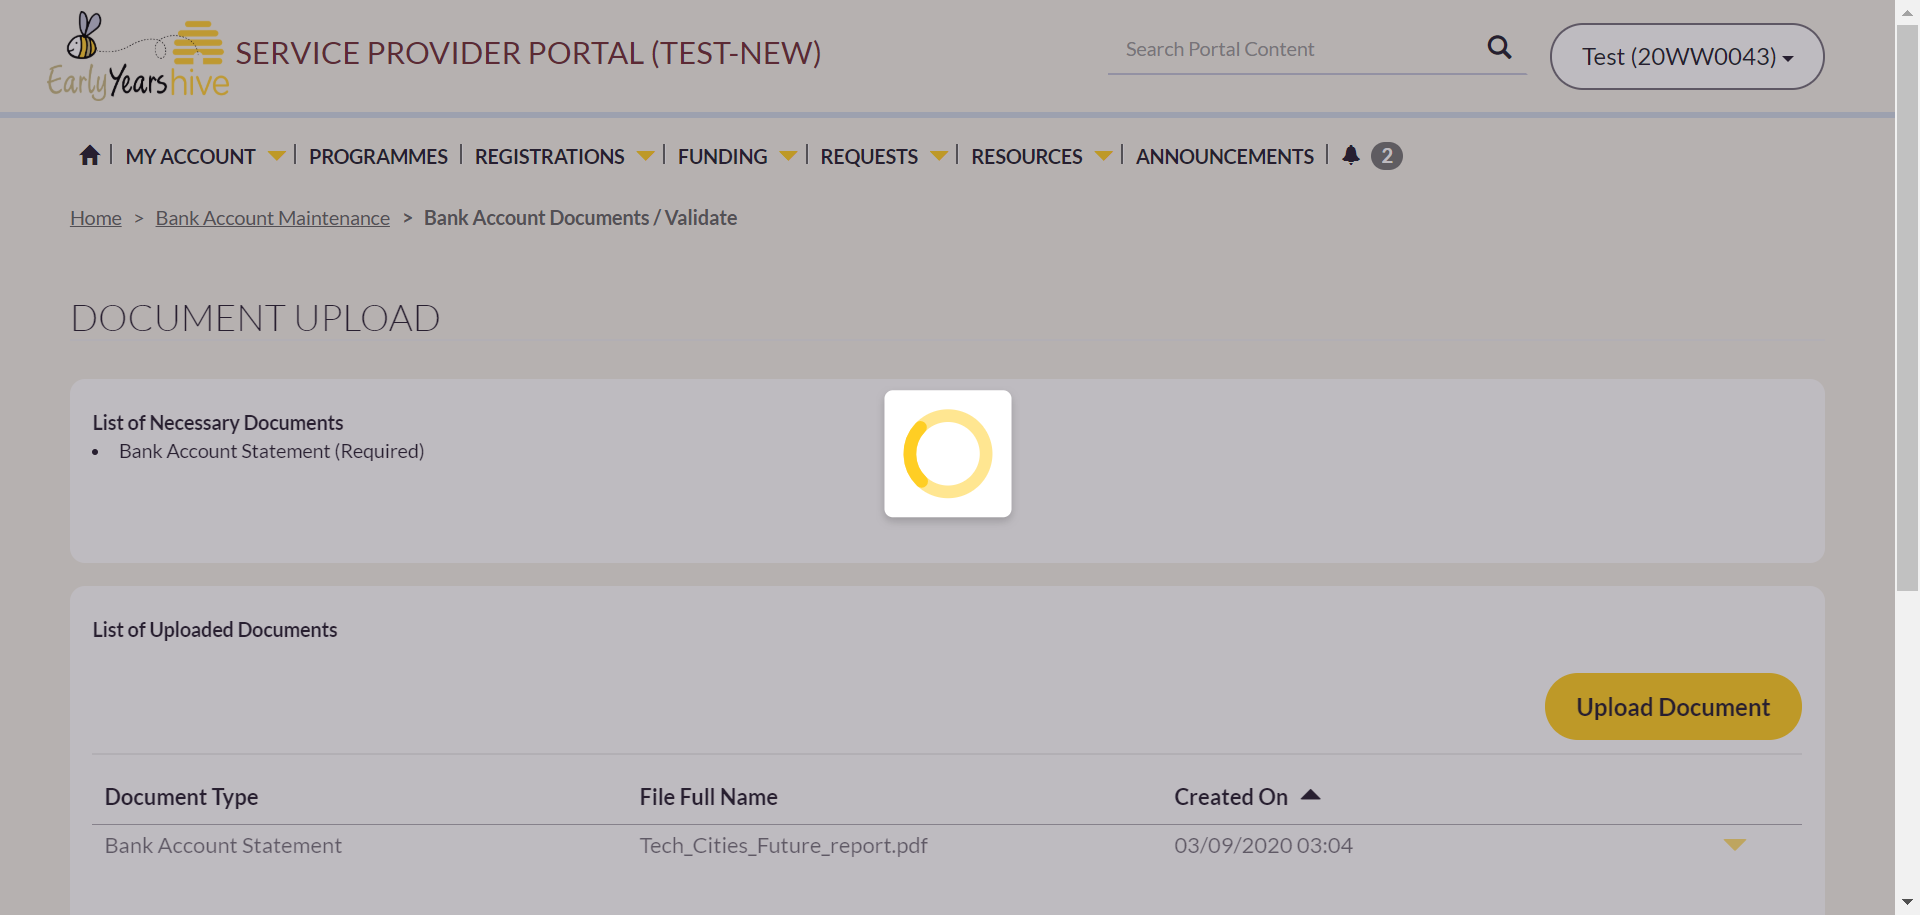 EarlyYearshive
SERVICE PROVIDER PORTAL (TEST-NEW)
Search Portal Content
Test (20WW0043)
MY ACCOUNT
PROGRAMMES
REGISTRATIONS
FUNDING
REQUESTS
RESOURCES
ANNOUNCEMENTS
2
Home > Bank Account Maintenance > Bank Account Documents / Validate
DOCUMENT UPLOAD
List of Necessary Documents
• Bank Account Statement (Required)
List of Uploaded Documents
Upload Document
Document Type File Full Name Created On
Bank Account Statement Tech_Cities_Future_report.pdf 03/09/2020 03:04